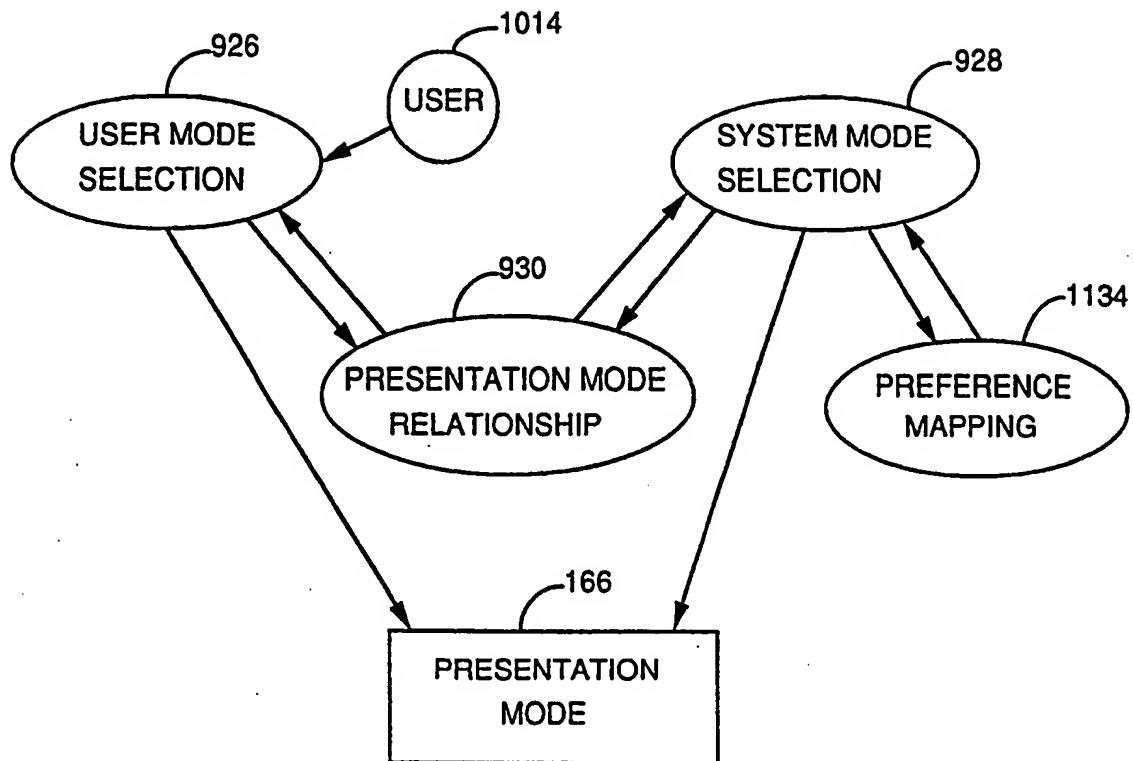 1014
926
USER
928
USER MODE
SELECTION
SYSTEM MODE
SELECTION
930
1134
PRESENTATION MODE
RELATIONSHIP
PREFERENCE
MAPPING
166
PRESENTATION
MODE